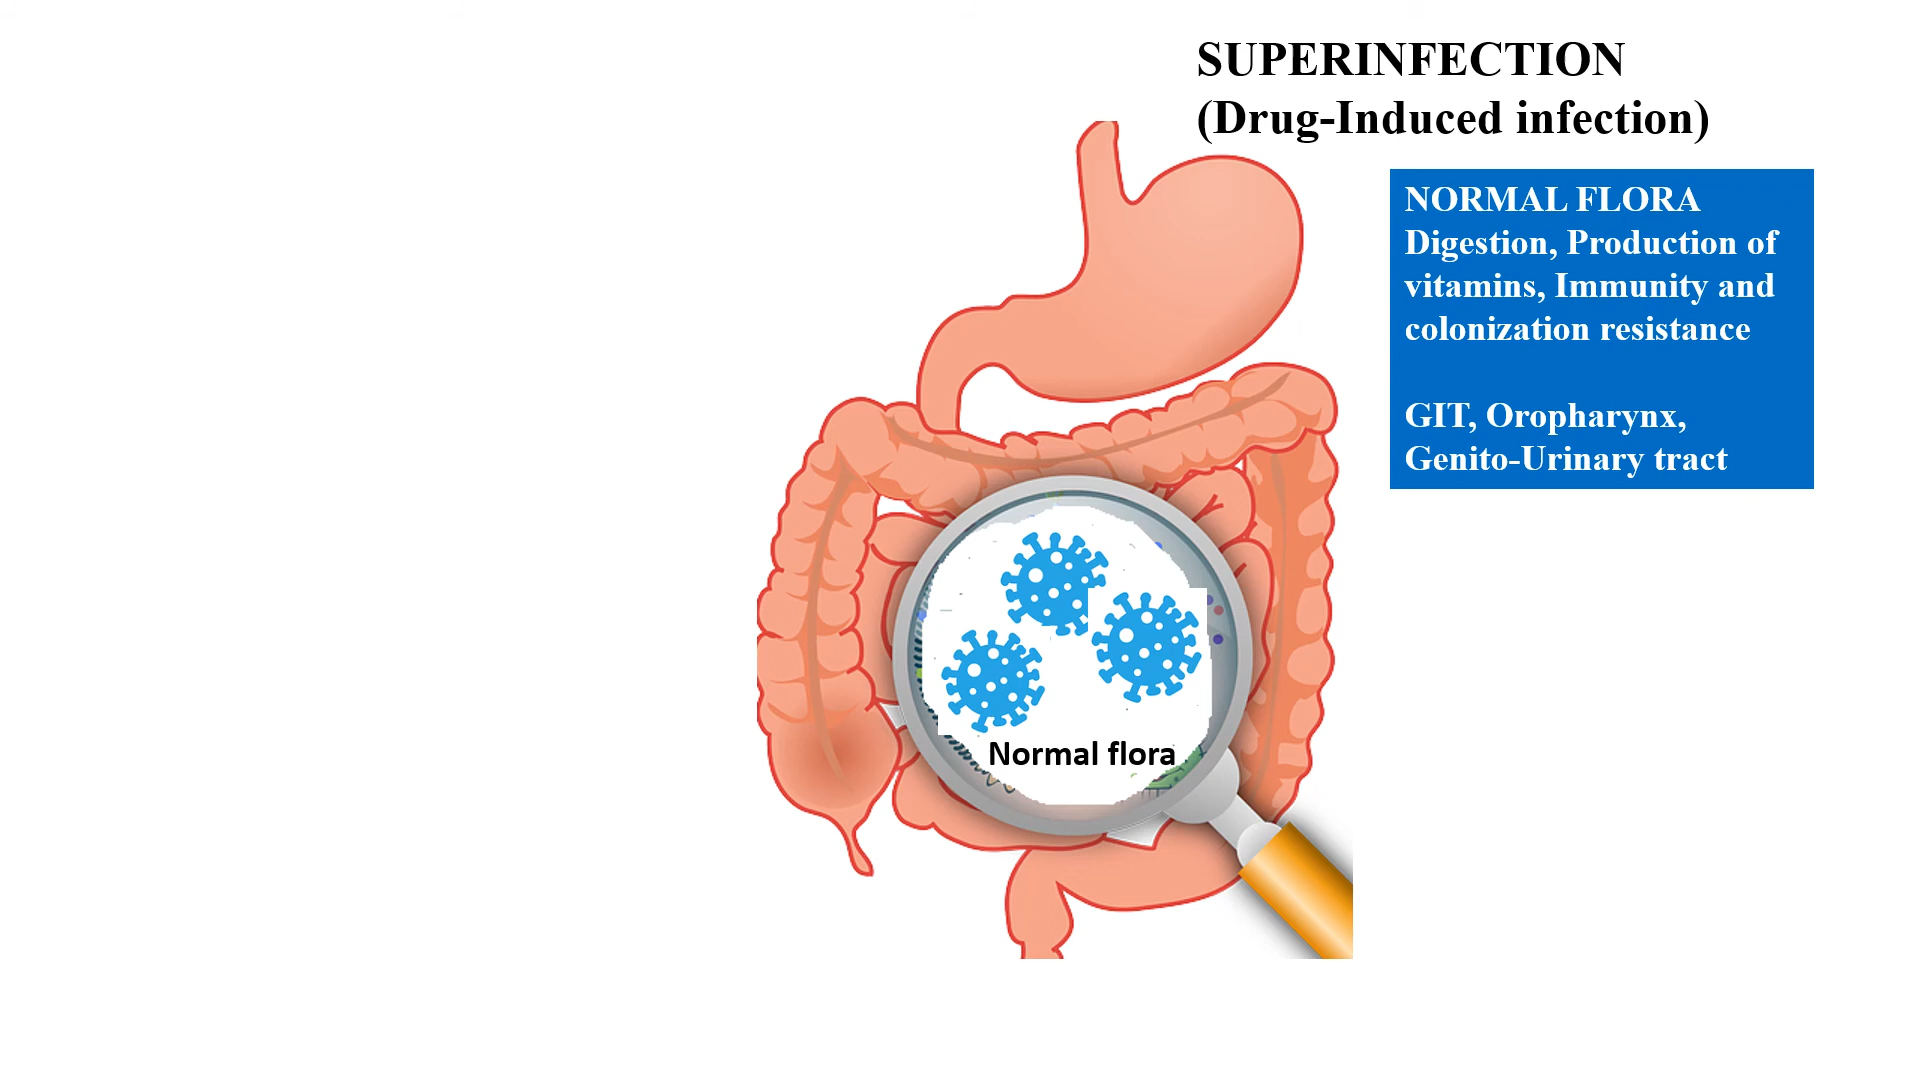 SUPERINFECTION
(Drug-Induced infection)
NORMAL FLORA
Digestion, Production of
vitamins, Immunity and
colonization resistance
GIT, Oropharynx,
Genito-Urinary tract
Normal flora